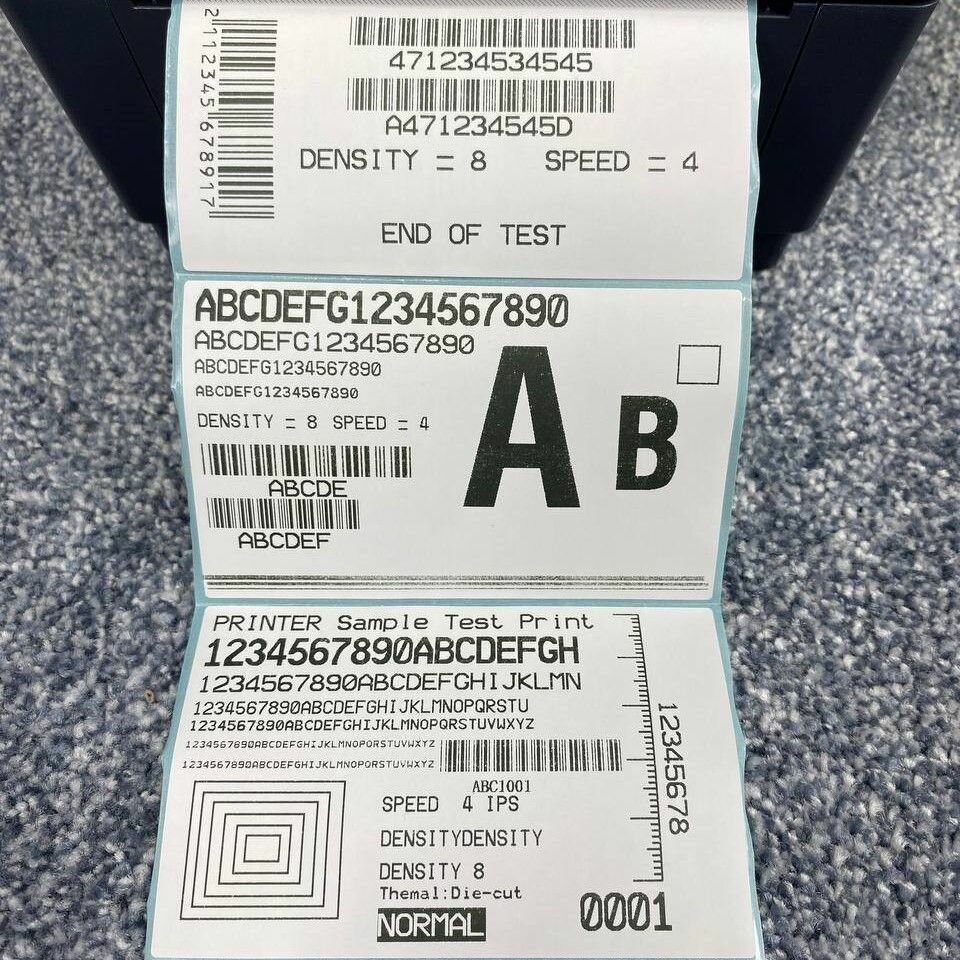 21112345678917
471234534545
A471234545D
DENSITY = 8 SPEED = 4
END OF TEST
ABCDEFG1234567890
ABCDEFG1234567890
ABCDEFG1234567890
ABCDEFG1234567890
DENSITY = 8 SPEED = 4
ABCDE
ABCDEF
A
B
PRINTER Sample Test Print
1234567890ABCDEFGH
1234567890ABCDEFGHIJKLMN
1234567890ABCDEFGHIJKLMNOPQRSTU
1234567890ABCDEFGHIJKLMNOPQRSTUVWXYZ
1234567890ABCDEFGHIJKLMNOPQRSTUVWXYZ
1234567890ABCDEFGHIJKLMNOPQRSTUVWXYZ
ABC1001
12345678
SPEED 4 IPS
DENSITYDENSITY
DENSITY 8
Themal:Die-cut
NORMAL
0001